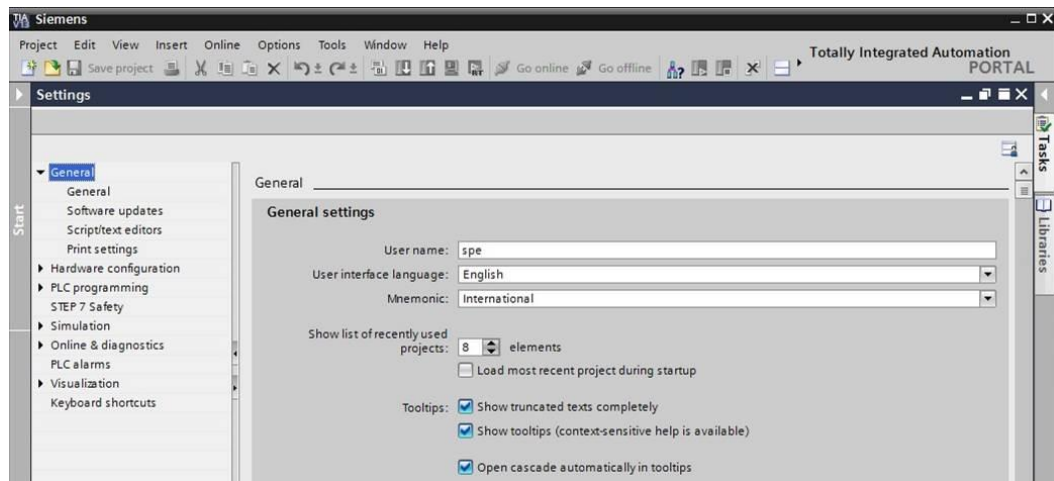 TIA V13 Siemens
Project Edit View Insert Online Options Tools Window Help
Totally Integrated Automation
PORTAL
Save project Go online Go offline
Settings
Start
Tasks
Libraries
General
General
Software updates
Script/text editors
Print settings
Hardware configuration
PLC programming
STEP 7 Safety
Simulation
Online & diagnostics
PLC alarms
Visualization
Keyboard shortcuts
General
General settings
User name: spe
User interface language: English
Mnemonic: International
Show list of recently used
projects: 8 elements
Load most recent project during startup
Tooltips: Show truncated texts completely
Show tooltips (context-sensitive help is available)
Open cascade automatically in tooltips